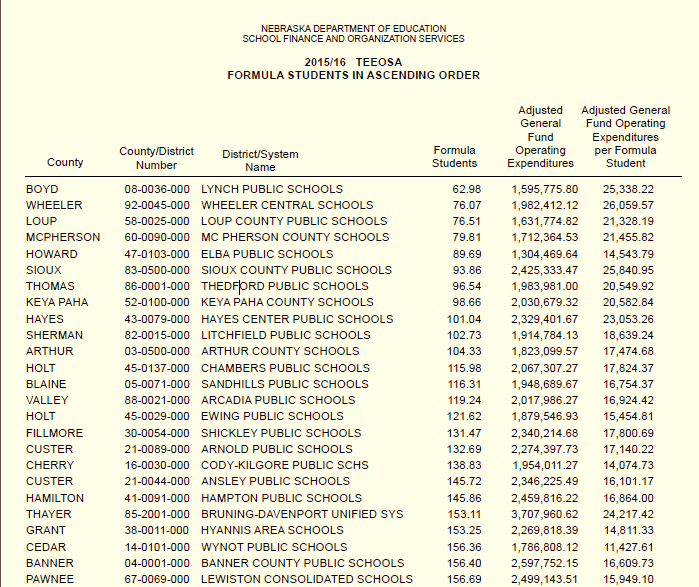 NEBRASKA DEPARTMENT OF EDUCATION
SCHOOL FINANCE AND ORGANIZATION SERVICES
2015/16 TEEOSA
FORMULA STUDENTS IN ASCENDING ORDER
Adjusted Adjusted General
General Fund Operating
Fund Expenditures
County/District District/System Formula Operating per Formula
County Number Name Students Expenditures Student
BOYD 08-0036-000 LYNCH PUBLIC SCHOOLS 62.98 1,595,775.80 25,338.22
WHEELER 92-0045-000 WHEELER CENTRAL SCHOOLS 76.07 1,982,412.12 26,059.57
LOUP 58-0025-000 LOUP COUNTY PUBLIC SCHOOLS 76.51 1,631,774.82 21,328.19
MCPHERSON 60-0090-000 MC PHERSON COUNTY SCHOOLS 79.81 1,712,364.53 21,455.82
HOWARD 47-0103-000 ELBA PUBLIC SCHOOLS 89.69 1,304,469.64 14,543.79
SIOUX 83-0500-000 SIOUX COUNTY PUBLIC SCHOOLS 93.86 2,425,333.47 25,840.95
THOMAS 86-0001-000 THEDFORD PUBLIC SCHOOLS 96.54 1,983,981.00 20,549.92
KEYA PAHA 52-0100-000 KEYA PAHA COUNTY SCHOOLS 98.66 2,030,679.32 20,582.84
HAYES 43-0079-000 HAYES CENTER PUBLIC SCHOOLS 101.04 2,329,401.67 23,053.26
SHERMAN 82-0015-000 LITCHFIELD PUBLIC SCHOOLS 102.73 1,914,784.13 18,639.24
ARTHUR 03-0500-000 ARTHUR COUNTY SCHOOLS 104.33 1,823,099.57 17,474.68
HOLT 45-0137-000 CHAMBERS PUBLIC SCHOOLS 115.98 2,067,307.27 17,824.37
BLAINE 05-0071-000 SANDHILLS PUBLIC SCHOOLS 116.31 1,948,689.67 16,754.37
VALLEY 88-0021-000 ARCADIA PUBLIC SCHOOLS 119.24 2,017,986.27 16,924.42
HOLT 45-0029-000 EWING PUBLIC SCHOOLS 121.62 1,879,546.93 15,454.81
FILLMORE 30-0054-000 SHICKLEY PUBLIC SCHOOLS 131.47 2,340,214.68 17,800.69
CUSTER 21-0089-000 ARNOLD PUBLIC SCHOOLS 132.69 2,274,397.73 17,140.22
CHERRY 16-0030-000 CODY-KILGORE PUBLIC SCHS 138.83 1,954,011.27 14,074.73
CUSTER 21-0044-000 ANSLEY PUBLIC SCHOOLS 145.72 2,346,225.49 16,101.17
HAMILTON 41-0091-000 HAMPTON PUBLIC SCHOOLS 145.86 2,459,816.22 16,864.00
THAYER 85-2001-000 BRUNING-DAVENPORT UNIFIED SYS 153.11 3,707,960.62 24,217.42
GRANT 38-0011-000 HYANNIS AREA SCHOOLS 153.25 2,269,818.39 14,811.33
CEDAR 14-0101-000 WYNOT PUBLIC SCHOOLS 156.36 1,786,808.12 11,427.61
BANNER 04-0001-000 BANNER COUNTY PUBLIC SCHOOLS 156.40 2,597,752.15 16,609.73
PAWNEE 67-0069-000 LEWISTON CONSOLIDATED SCHOOLS 156.69 2,499,143.51 15,949.10